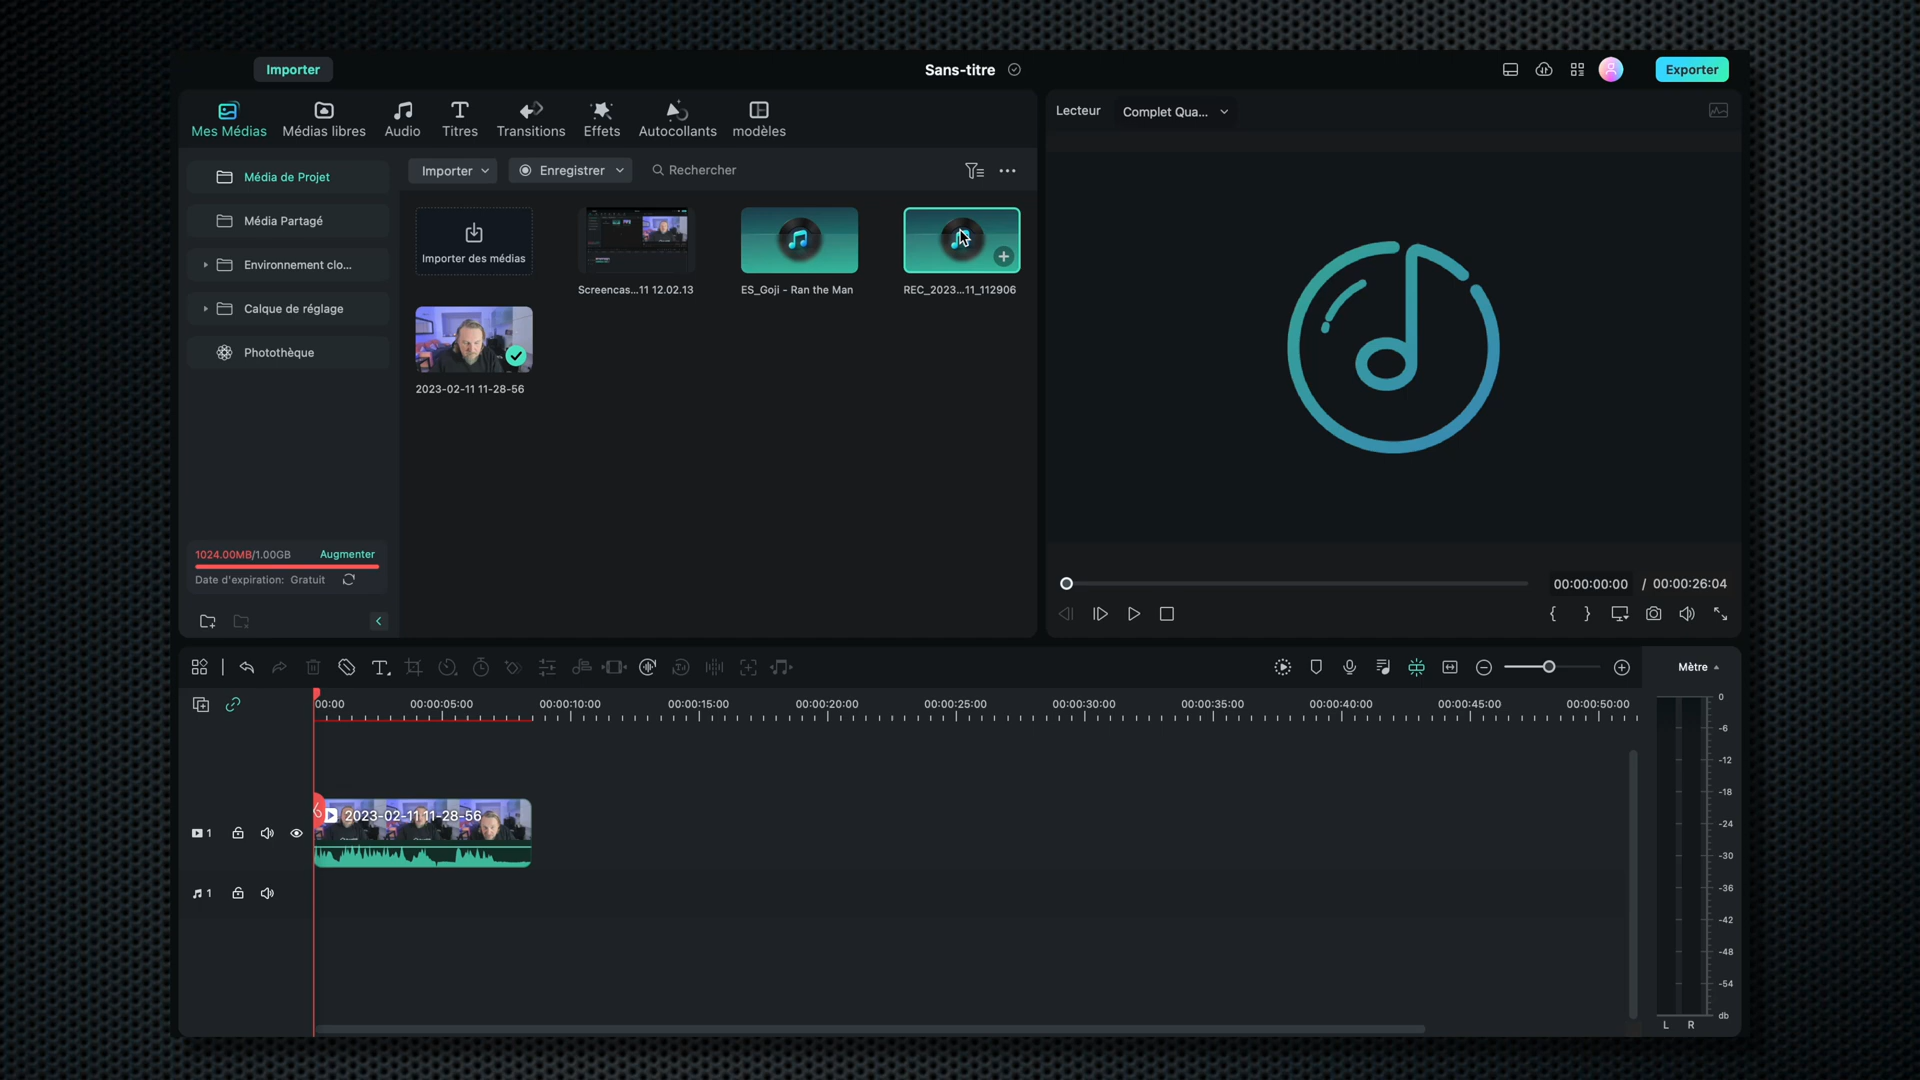 Importer
Sans-titre
Exporter
Mes Médias
Médias libres
Audio
Titres
Transitions
Effets
Autocollants
modèles
Lecteur
Complet Qua...
Média de Projet
Média Partagé
Environnement clo...
Calque de réglage
Photothèque
Importer
Enregistrer
Rechercher
Importer des médias
Screencas...11 12.02.13
ES_Goji - Ran the Man
REC_2023...11_112906
2023-02-11 11-28-56
1024.00MB/1.00GB
Augmenter
Date d'expiration: Gratuit
00:00:00:00 / 00:00:26:04
Mètre
00:00
00:00:05:00
00:00:10:00
00:00:15:00
00:00:20:00
00:00:25:00
00:00:30:00
00:00:35:00
00:00:40:00
00:00:45:00
00:00:50:00
2023-02-11 11-28-56
1
1
0
-6
-12
-18
-24
-30
-36
-42
-48
-54
db
L R